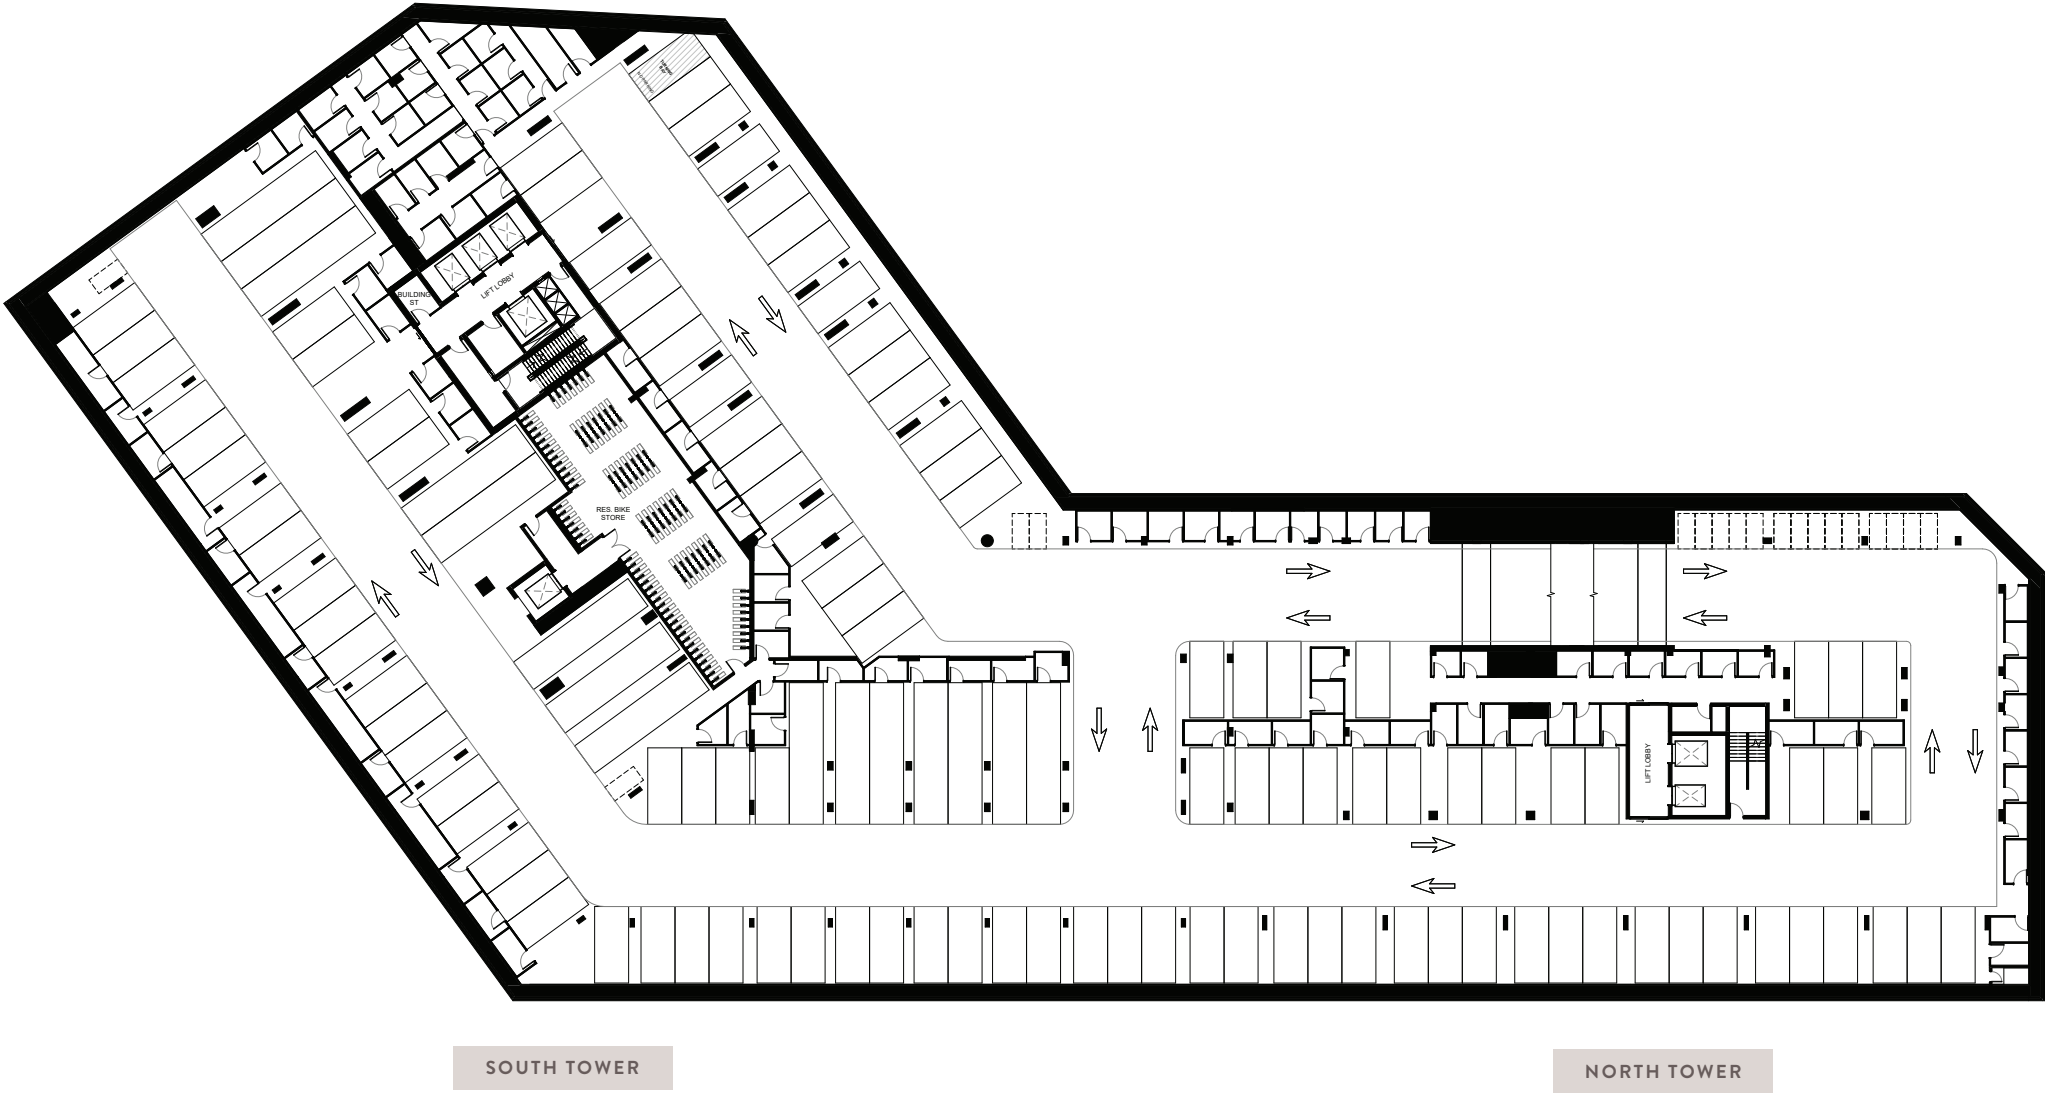 BUILDING
ST
LIFT LOBBY
RES. BIKE
STORE
LIFT LOBBY
SOUTH TOWER
NORTH TOWER